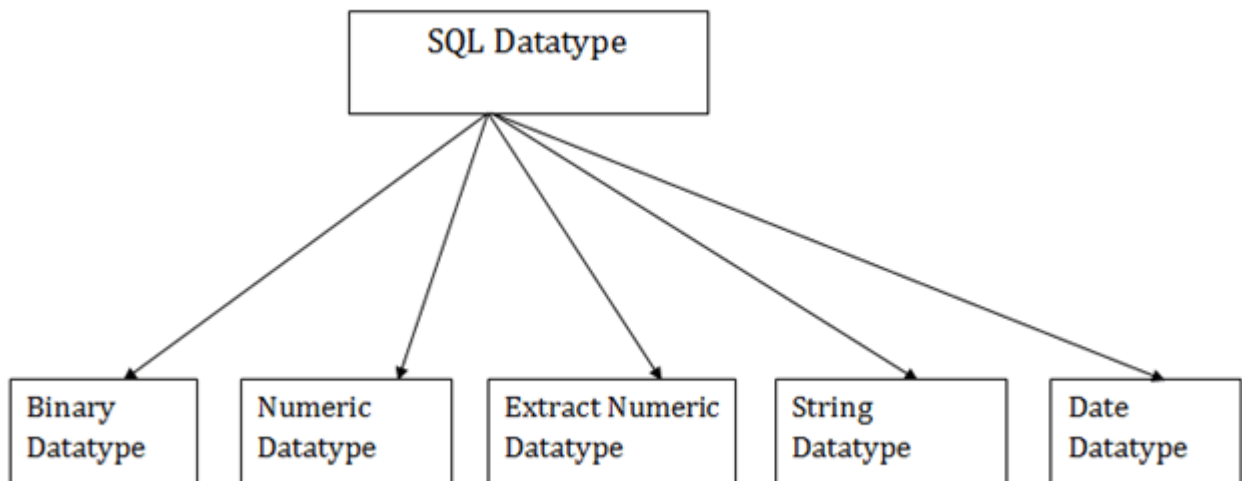 SQL Datatype
Binary
Datatype
Numeric
Datatype
Extract Numeric
Datatype
String
Datatype
Date
Datatype